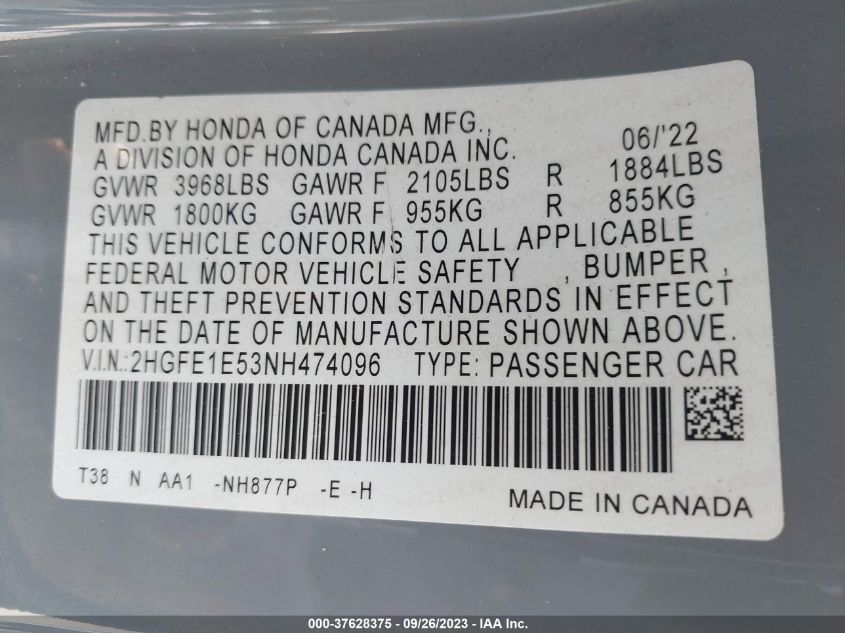 MFD.BY HONDA OF CANADA MFG.,
A DIVISION OF HONDA CANADA INC. 06/'22
GVWR 3968LBS GAWR F 2105LBS R 1884LBS
GVWR 1800KG GAWR F 955KG R 855KG
THIS VEHICLE CONFORMS TO ALL APPLICABLE
FEDERAL MOTOR VEHICLE SAFETY , BUMPER ,
AND THEFT PREVENTION STANDARDS IN EFFECT
ON THE DATE OF MANUFACTURE SHOWN ABOVE.
V.I.N.:2HGFE1E53NH474096 TYPE: PASSENGER CAR
T38 N AA1 -NH877P -E -H
MADE IN CANADA
000-37628375 - 09/26/2023 - IAA Inc.